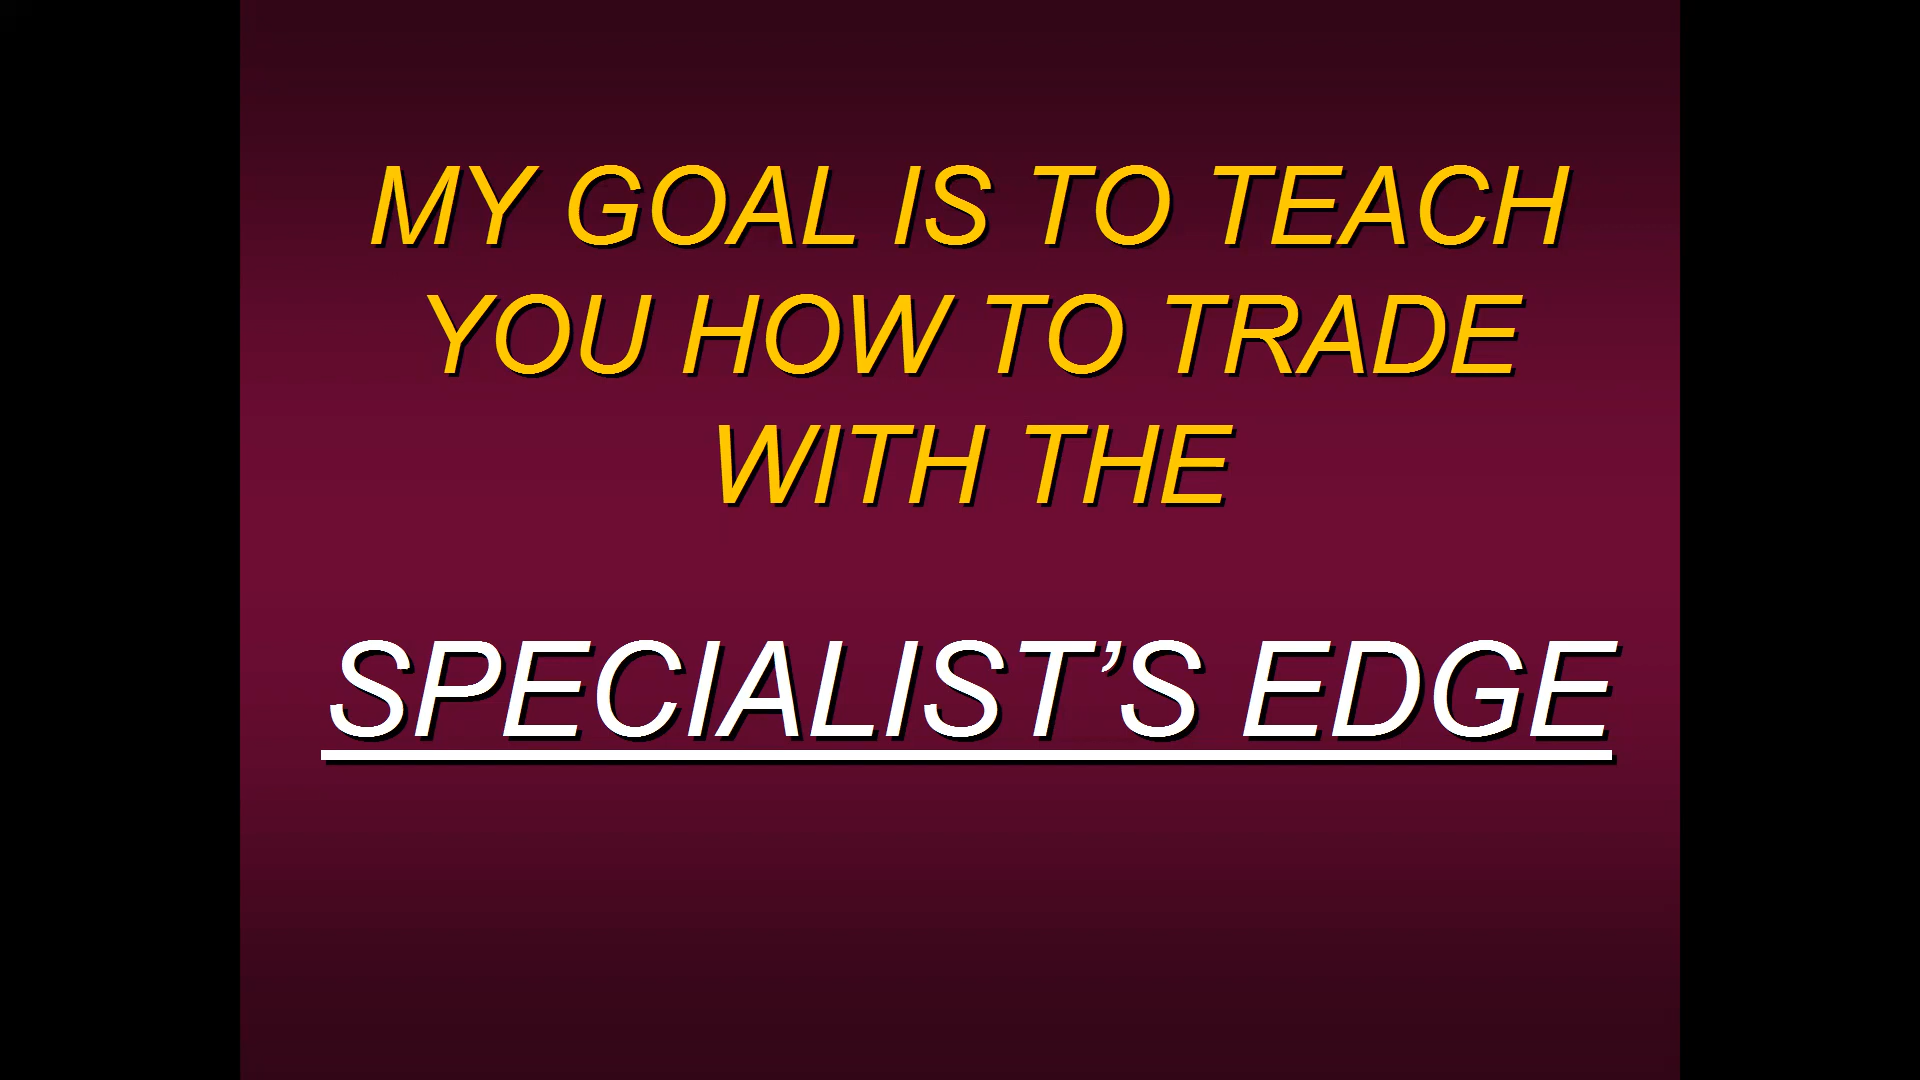 MY GOAL IS TO TEACH
YOU HOW TO TRADE
WITH THE
SPECIALIST’S EDGE